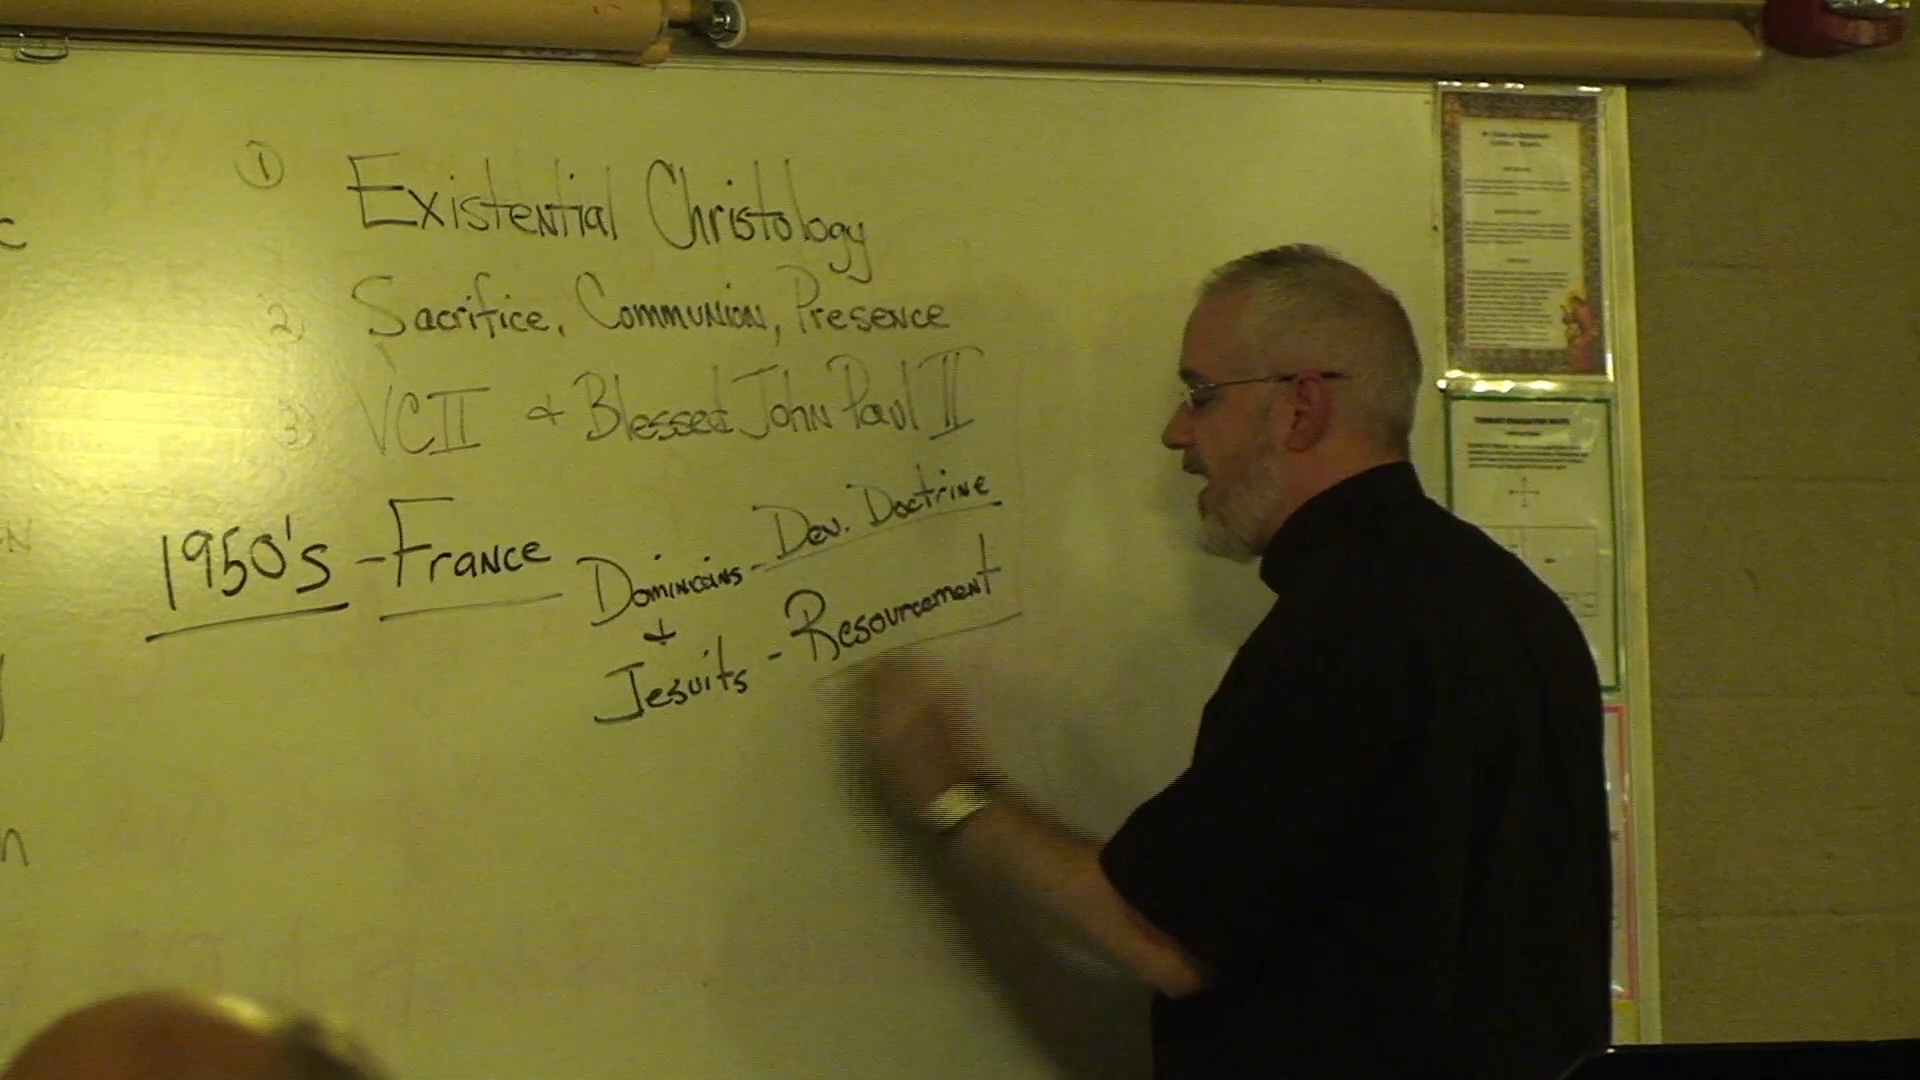 ① Existential Christology
2) Sacrifice, Communion, Presence
3) VCII + Blessed John Paul II
1950's - France Dominicains - Dev. Doctrine
+
Jesuits - Resourcement